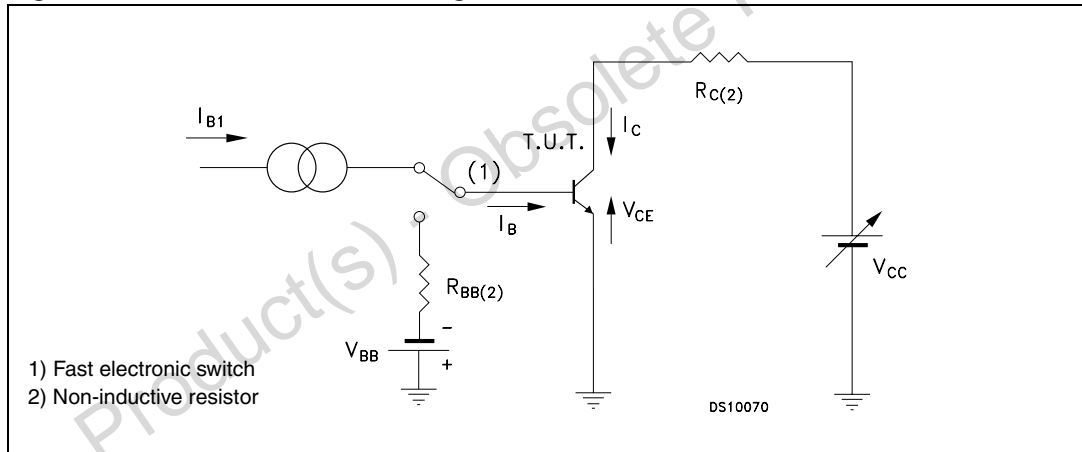 Product(s) - Obsolete
I_B1
T.U.T.
(1)
I_B
I_C
V_CE
R_C(2)
V_CC
R_BB(2)
V_BB
-
+
1) Fast electronic switch
2) Non-inductive resistor
DS10070